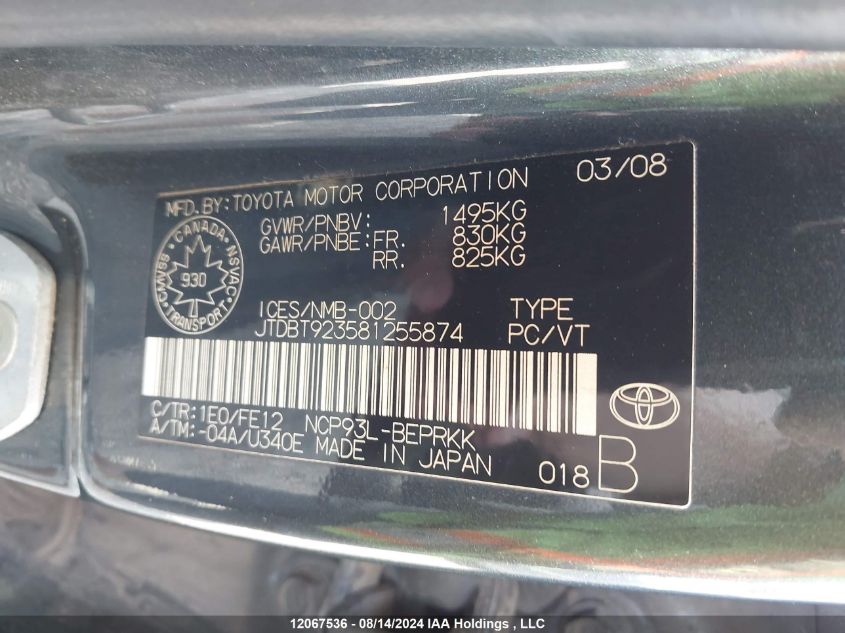 MFD.BY:TOYOTA MOTOR CORPORATION 03/08
GVWR/PNBV: 1495KG
GAWR/PNBE:FR. 830KG
RR. 825KG
CANADA
CMVSS 930 NSVAC
TRANSPORT
ICES/NMB-002 TYPE
JTDBT923581255874 PC/VT
C/TR:1E0/FE12 NCP93L-BEPRKK
A/TM:-04A/U340E MADE IN JAPAN 018 B
12067536 - 08/14/2024 IAA Holdings , LLC